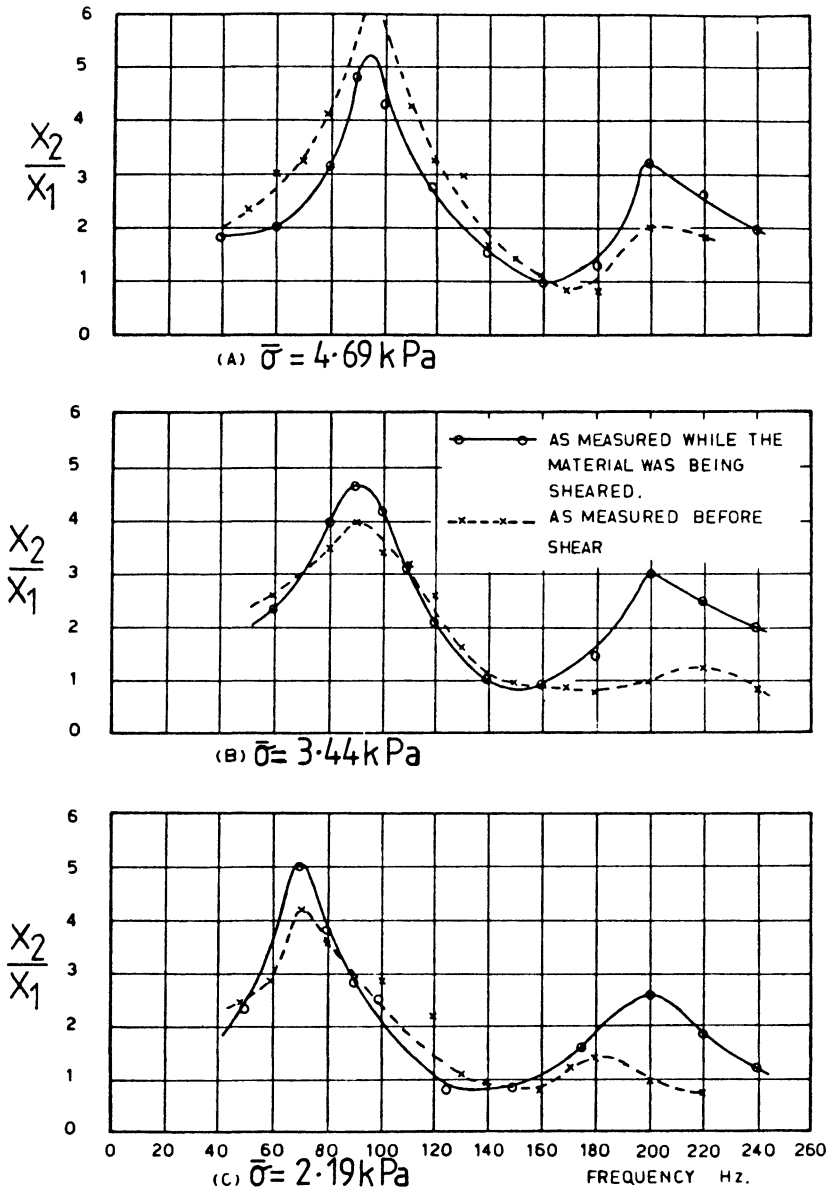 6
5
4
3
2
1
0
X2
X1
(A) σ̄ = 4·69 kPa
6
5
4
3
2
1
0
X2
X1
AS MEASURED WHILE THE
MATERIAL WAS BEING
SHEARED.
AS MEASURED BEFORE
SHEAR
(B) σ̄ = 3·44 kPa
6
5
4
3
2
1
0
X2
X1
0 20 40 60 80 100 120 140 160 180 200 220 240 260
(C) σ̄ = 2·19 kPa
FREQUENCY Hz.